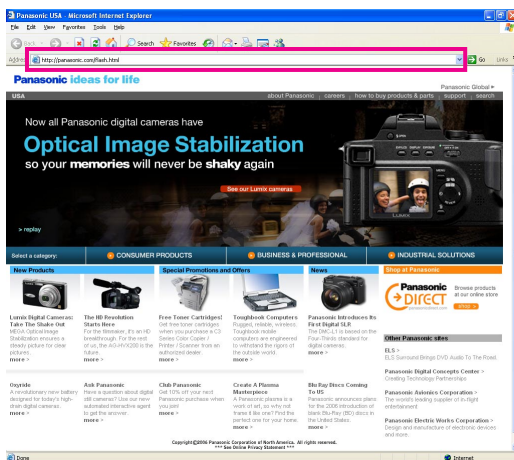 Panasonic USA - Microsoft Internet Explorer
File Edit View Favorites Tools Help
Back Search Favorites
Address http://panasonic.com/flash.html Go Links
Panasonic ideas for life
Panasonic Global
USA about Panasonic careers how to buy products & parts support search
Now all Panasonic digital cameras have
Optical Image Stabilization
so your memories will never be shaky again
See our Lumix cameras
LUMIX
> replay
Select a category: CONSUMER PRODUCTS BUSINESS & PROFESSIONAL INDUSTRIAL SOLUTIONS
New Products Special Promotions and Offers News Shop at Panasonic
Panasonic
DIRECT
panasonicdirect.com
Browse products
at our online store
Lumix Digital Cameras:
Take The Shake Out
MEGA Optical Image
Stabilization ensures a
steady picture for clear
pictures.
more >
The HD Revolution
Starts Here
For the filmmaker, it's an HD
breakthrough. For the rest
of us, the AG-HVX200 is the
future.
more >
Free Toner Cartridges!
Get free toner cartridges
when you purchase a C3
Series Color Copier /
Printer / Scanner from an
authorized dealer.
more >
Toughbook Computers
Rugged, reliable, wireless.
Toughbook mobile
computers are engineered
to withstand the rigors of
the outside world.
more >
Panasonic Introduces Its
First Digital SLR
The DMC-L1 is based on the
Four-Thirds standard for
digital cameras.
more >
Other Panasonic sites
ELS >
ELS Surround Brings DVD Audio To The Road.
Panasonic Digital Concepts Center >
Creating Technology Partnerships
Panasonic Avionics Corporation >
The world's leading supplier of in-flight
entertainment.
Panasonic Electric Works Corporation >
Design and manufacture of electronic devices
and more.
Oxyride
A revolutionary new battery
designed for today's high-
drain digital cameras.
more >
Ask Panasonic
Have a question about digital
still cameras? Use our new
automated interactive agent
to get the answer.
more >
Club Panasonic
Get 10% off your next
Panasonic purchase when
you join!
more >
Create A Plasma
Masterpiece
A Panasonic plasma is a
work of art, so why not
frame it like one? Find the
perfect one for your home.
more >
Blu-Ray Discs Coming
To US
Panasonic announces plans
for the 2006 introduction of
blank Blu-Ray (BD) discs in
the United States.
more >
Copyright ©2006 Panasonic Corporation of North America. All rights reserved.
*** See Online Privacy Statement ***
Done Internet